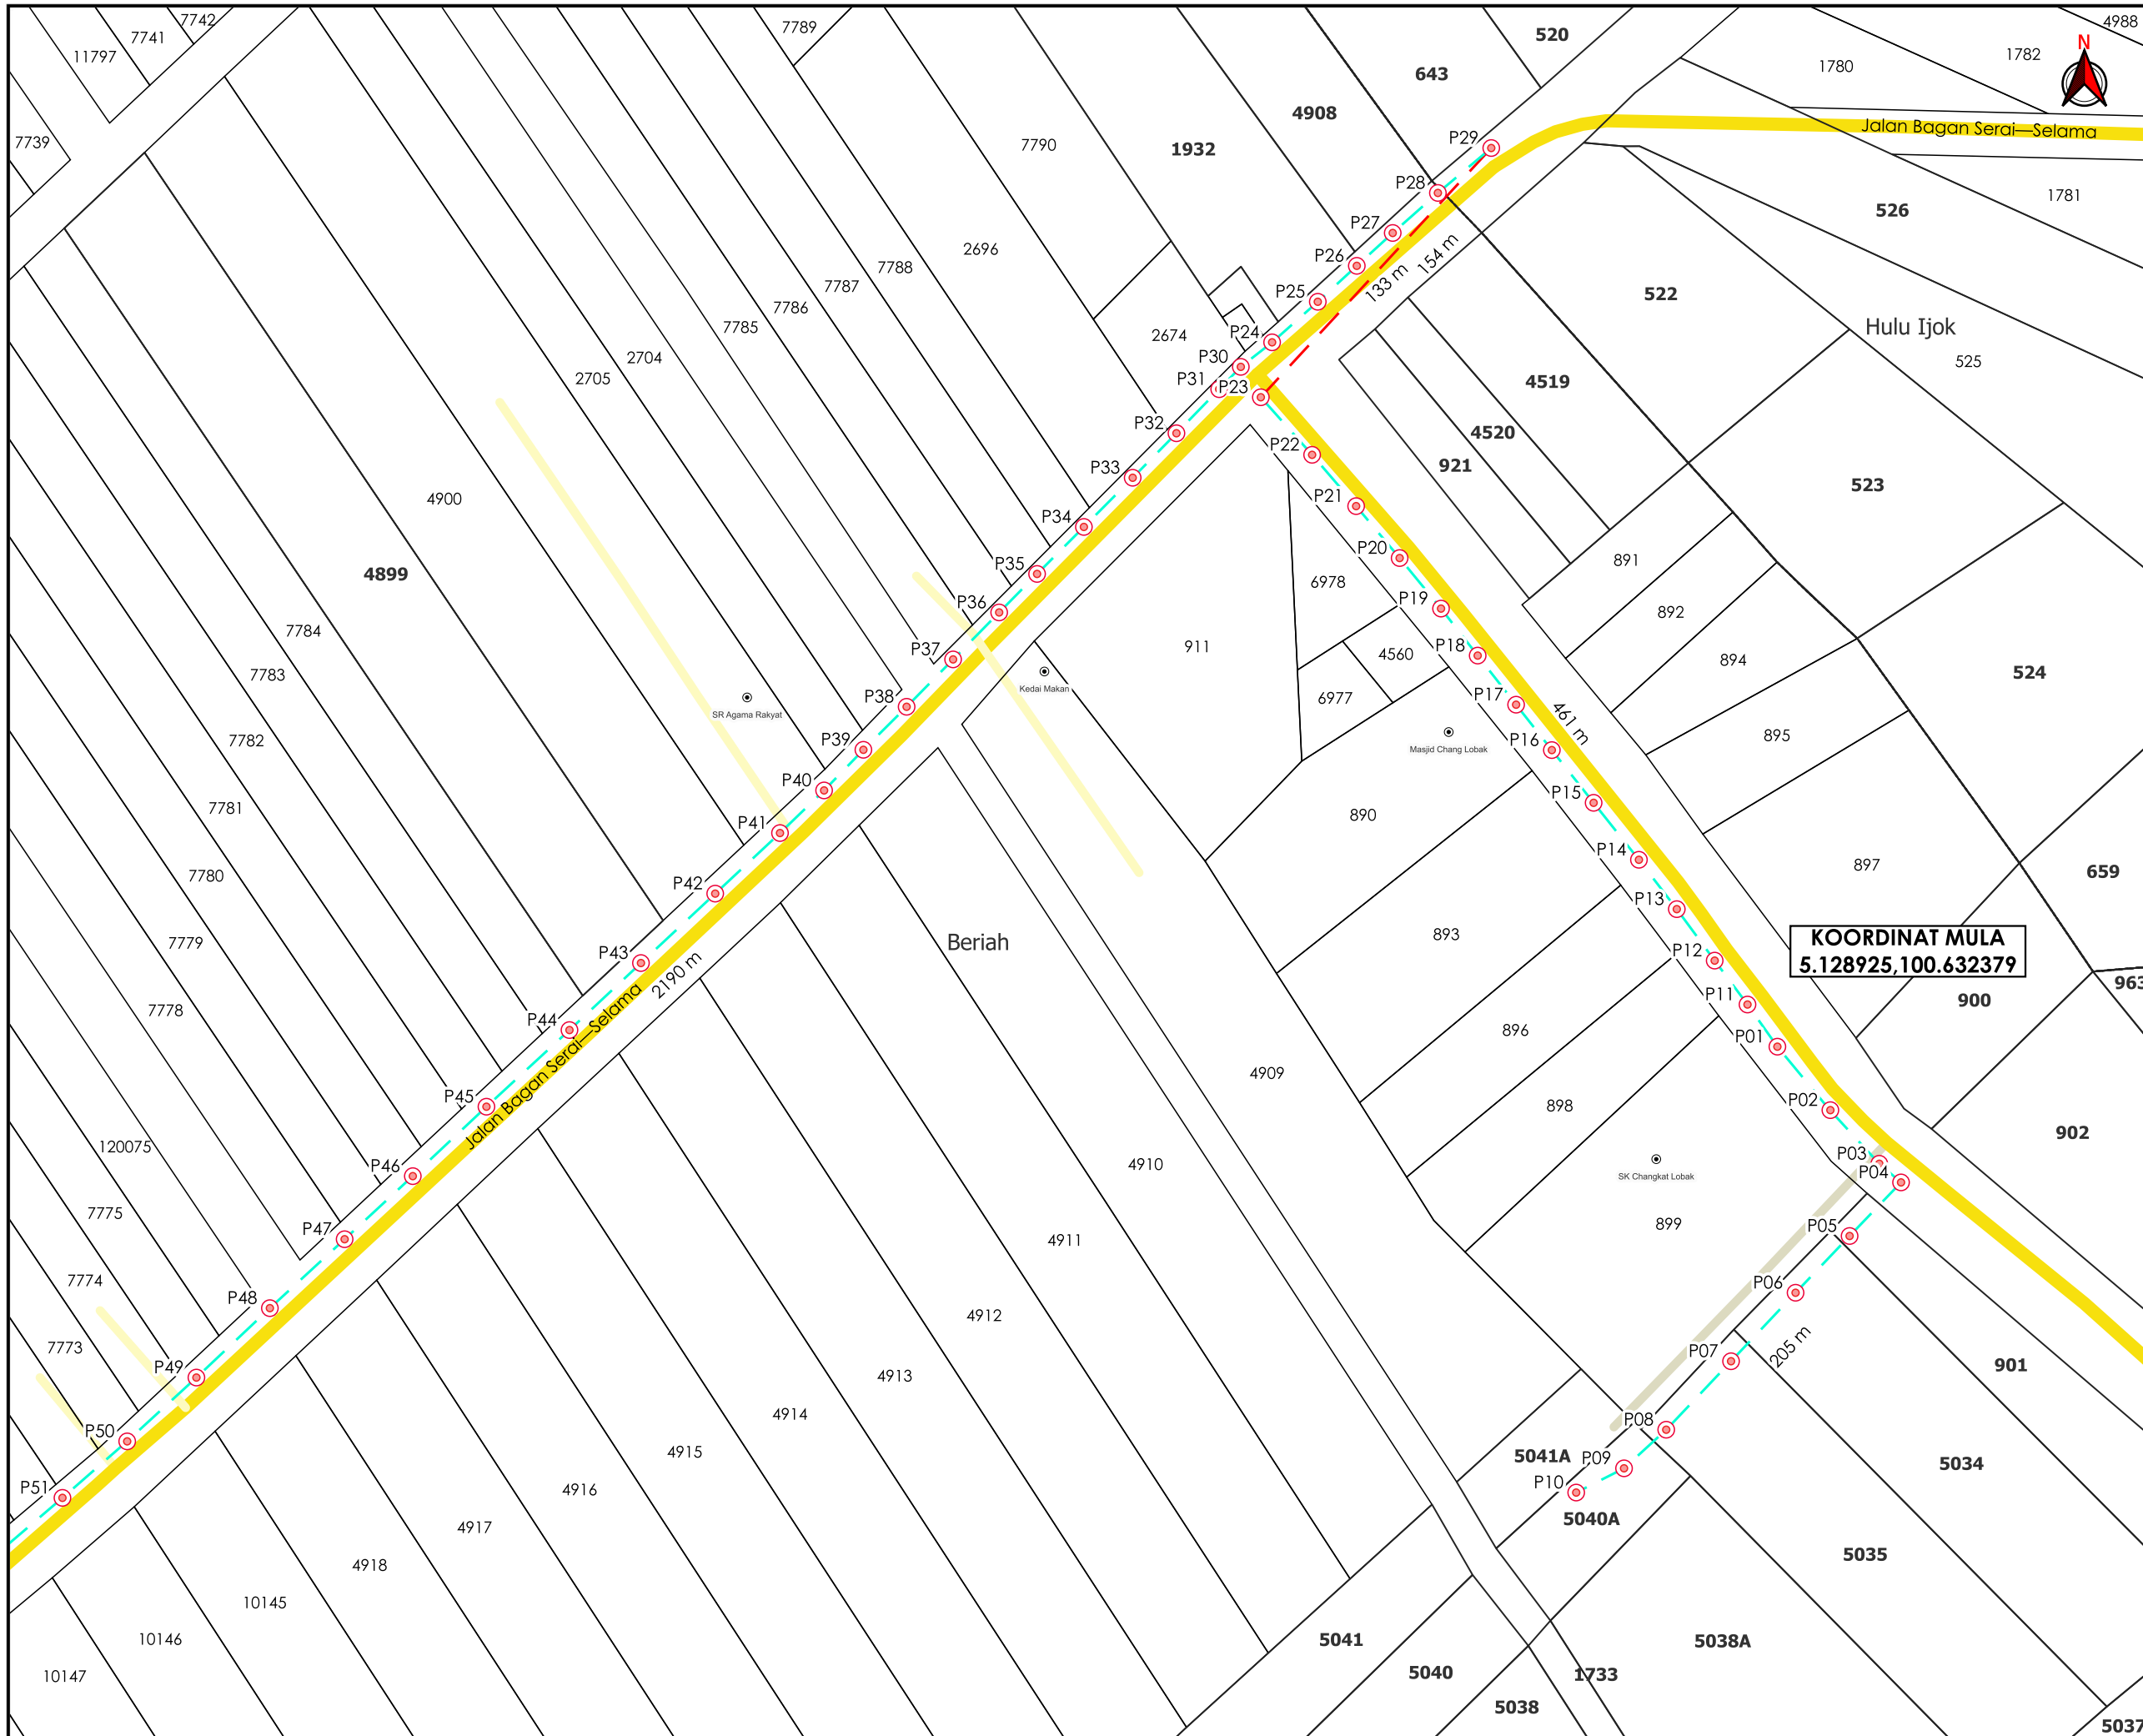 7742
7741
11797
7789
520
4988
1782
N
1780
643
4908
7739
7790
1932
P29
Jalan Bagan Serai—Selama
P28
1781
526
P27
2696
154 m
P26
7788
133 m
7787
P25
522
7786
7785
Hulu Ijok
P24
2674
2704
P30
525
2705
P31
P23
4519
P32
4520
P22
921
P33
4900
523
P21
P34
P20
891
P35
4899
6978
P36
P19
892
7784
911
P37
P18
4560
894
Kedai Makan
524
7783
P38
6977
P17
SR Agama Rakyat
461 m
P39
P16
895
7782
Masjid Chang Lobak
P40
P15
7781
890
P41
P14
897
659
7780
P42
P13
893
KOORDINAT MULA
5.128925,100.632379
7779
Beriah
P43
P12
2190 m
963
P11
900
7778
P44
896
P01
Jalan Bagan Serai—Selama
4909
P45
P02
898
902
120075
P03
4910
P46
P04
SK Changkat Lobak
7775
P47
P05
899
4911
7774
P06
P48
4912
7773
205 m
P07
901
P49
4913
4914
P08
P50
4915
5041A
P09
5034
P51
4916
P10
5040A
4917
5035
4918
10145
10146
5041
5038A
10147
5040
1733
5038
5037